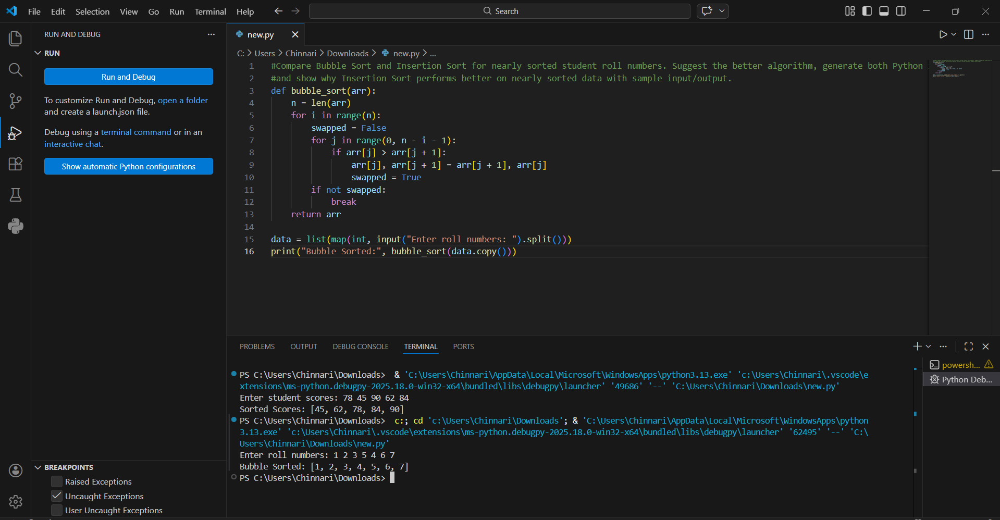 File Edit Selection View Go Run Terminal Help
Search
RUN AND DEBUG
RUN
Run and Debug
To customize Run and Debug, open a folder
and create a launch.json file.
Debug using a terminal command or in an
interactive chat.
Show automatic Python configurations
BREAKPOINTS
Raised Exceptions
Uncaught Exceptions
User Uncaught Exceptions
new.py
C: > Users > Chinnari > Downloads > new.py > ...
1 #Compare Bubble Sort and Insertion Sort for nearly sorted student roll numbers. Suggest the better algorithm, generate both Python
2 #and show why Insertion Sort performs better on nearly sorted data with sample input/output.
3 def bubble_sort(arr):
4 n = len(arr)
5 for i in range(n):
6 swapped = False
7 for j in range(0, n - i - 1):
8 if arr[j] > arr[j + 1]:
9 arr[j], arr[j + 1] = arr[j + 1], arr[j]
10 swapped = True
11 if not swapped:
12 break
13 return arr
14
15 data = list(map(int, input("Enter roll numbers: ").split()))
16 print("Bubble Sorted:", bubble_sort(data.copy()))
PROBLEMS OUTPUT DEBUG CONSOLE TERMINAL PORTS
PS C:\Users\Chinnari\Downloads> & 'C:\Users\Chinnari\AppData\Local\Microsoft\WindowsApps\python3.13.exe' 'c:\Users\Chinnari\.vscode\e
xtensions\ms-python.debugpy-2025.18.0-win32-x64\bundled\libs\debugpy\launcher' '49686' '--' 'C:\Users\Chinnari\Downloads\new.py'
Enter student scores: 78 45 90 62 84
Sorted Scores: [45, 62, 78, 84, 90]
PS C:\Users\Chinnari\Downloads> c:; cd 'c:\Users\Chinnari\Downloads'; & 'C:\Users\Chinnari\AppData\Local\Microsoft\WindowsApps\python
3.13.exe' 'c:\Users\Chinnari\.vscode\extensions\ms-python.debugpy-2025.18.0-win32-x64\bundled\libs\debugpy\launcher' '62495' '--' 'C:\
Users\Chinnari\Downloads\new.py'
Enter roll numbers: 1 2 3 5 4 6 7
Bubble Sorted: [1, 2, 3, 4, 5, 6, 7]
PS C:\Users\Chinnari\Downloads>
powersh...
Python Deb...